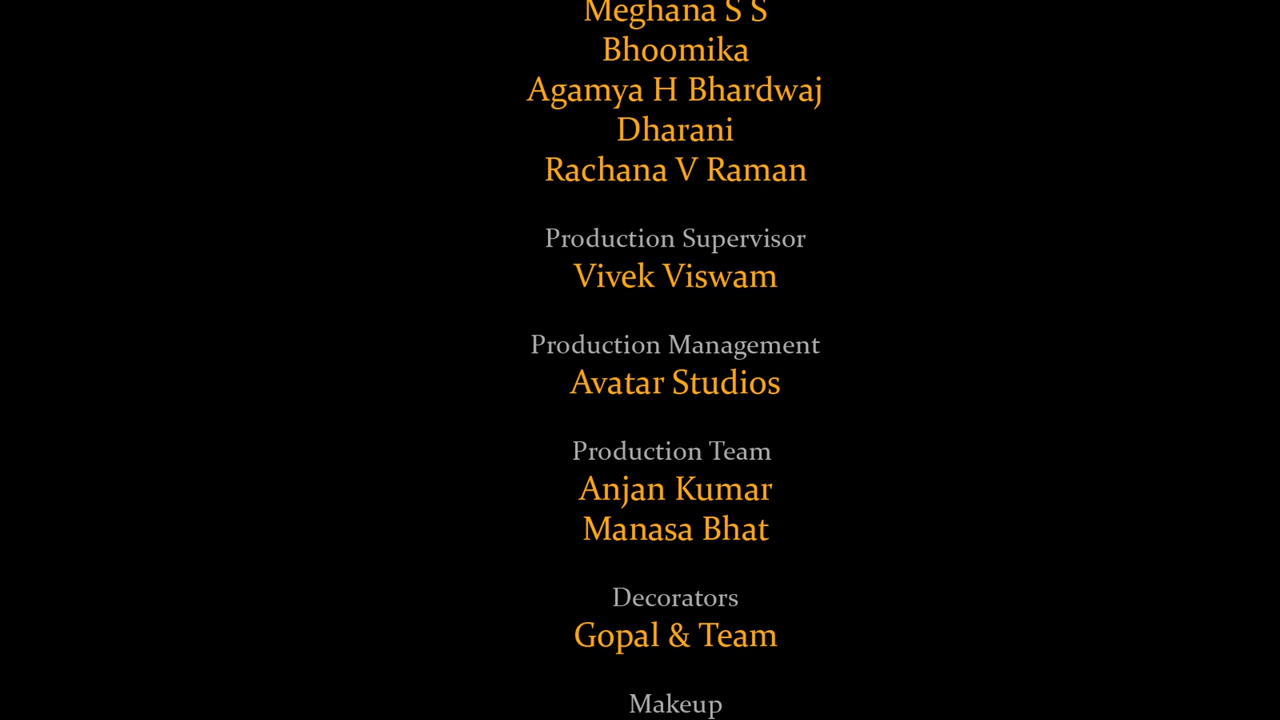 Meghana S S
Bhoomika
Agamya H Bhardwaj
Dharani
Rachana V Raman
Production Supervisor
Vivek Viswam
Production Management
Avatar Studios
Production Team
Anjan Kumar
Manasa Bhat
Decorators
Gopal & Team
Makeup